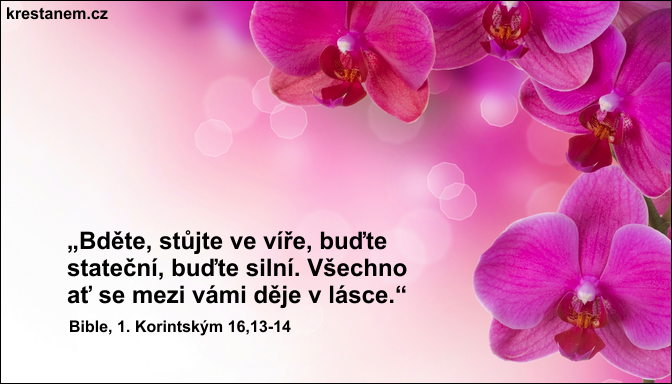 krestanem.cz
„Bděte, stůjte ve víře, buďte
stateční, buďte silní. Všechno
ať se mezi vámi děje v lásce.“
Bible, 1. Korintským 16,13-14